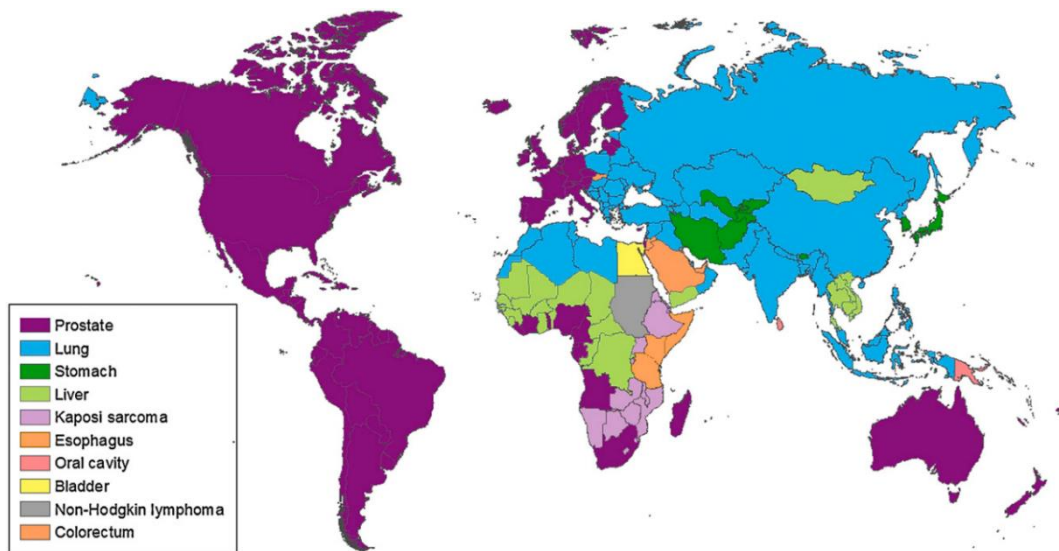 Prostate
Lung
Stomach
Liver
Kaposi sarcoma
Esophagus
Oral cavity
Bladder
Non-Hodgkin lymphoma
Colorectum